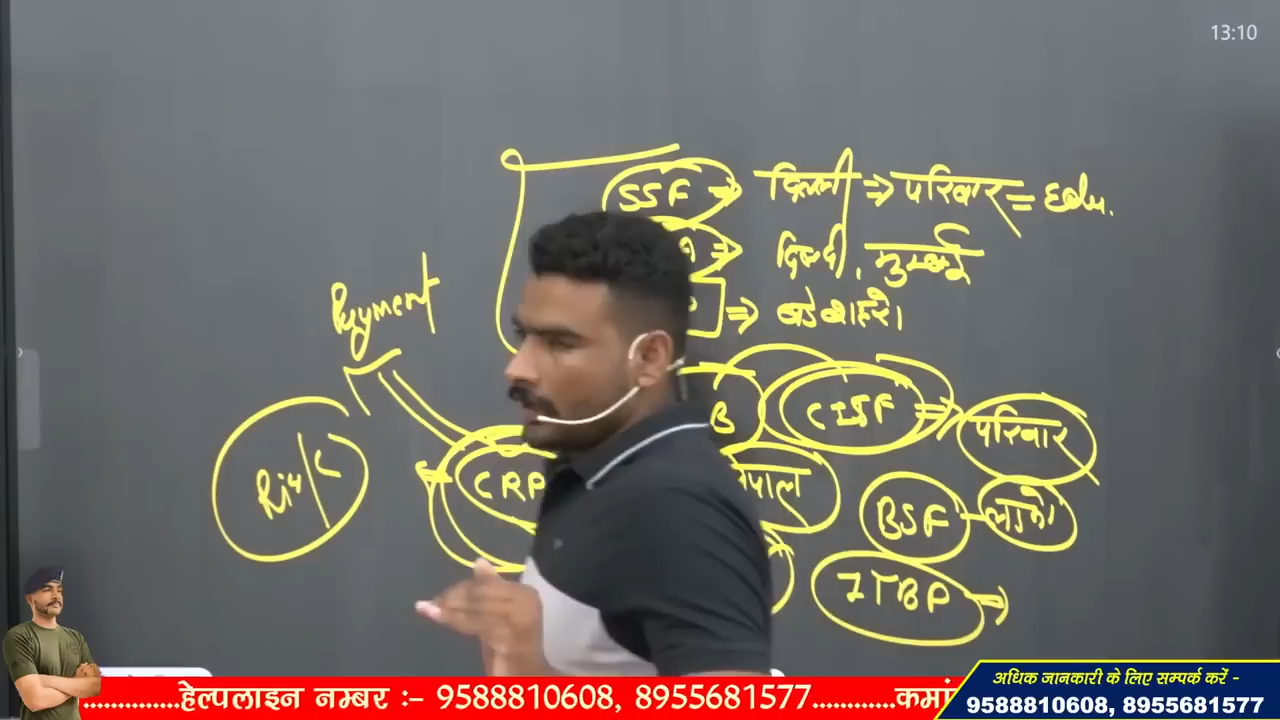 13:10
SSF ⇒ दिल्ली ⇒ परिवार = Edu.
दिल्ली, मुम्बई
⇒ बडे शहरो।
Payment
B CISF ⇒ परिवार
CRP
BSF
ITBP →
हेल्पलाइन नम्बर :- 9588810608, 8955681577............कमां
अधिक जानकारी के लिए सम्पर्क करें -
9588810608, 8955681577